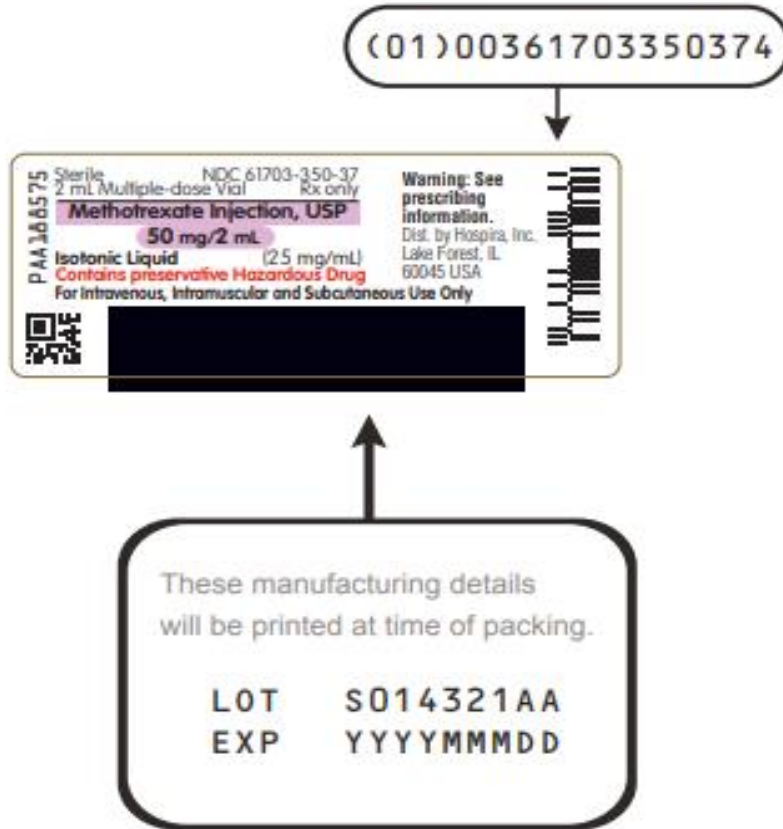 (01)00361703350374
PAA188575
Sterile NDC 61703-350-37
2 mL Multiple-dose Vial Rx only
Methotrexate Injection, USP
50 mg/2 mL
Isotonic Liquid (25 mg/mL)
Contains preservative Hazardous Drug
For Intravenous, Intramuscular and Subcutaneous Use Only
Warning: See
prescribing
information.
Dist. by Hospira, Inc.
Lake Forest, IL
60045 USA
These manufacturing details
will be printed at time of packing.
LOT S014321AA
EXP YYYYMMMDD